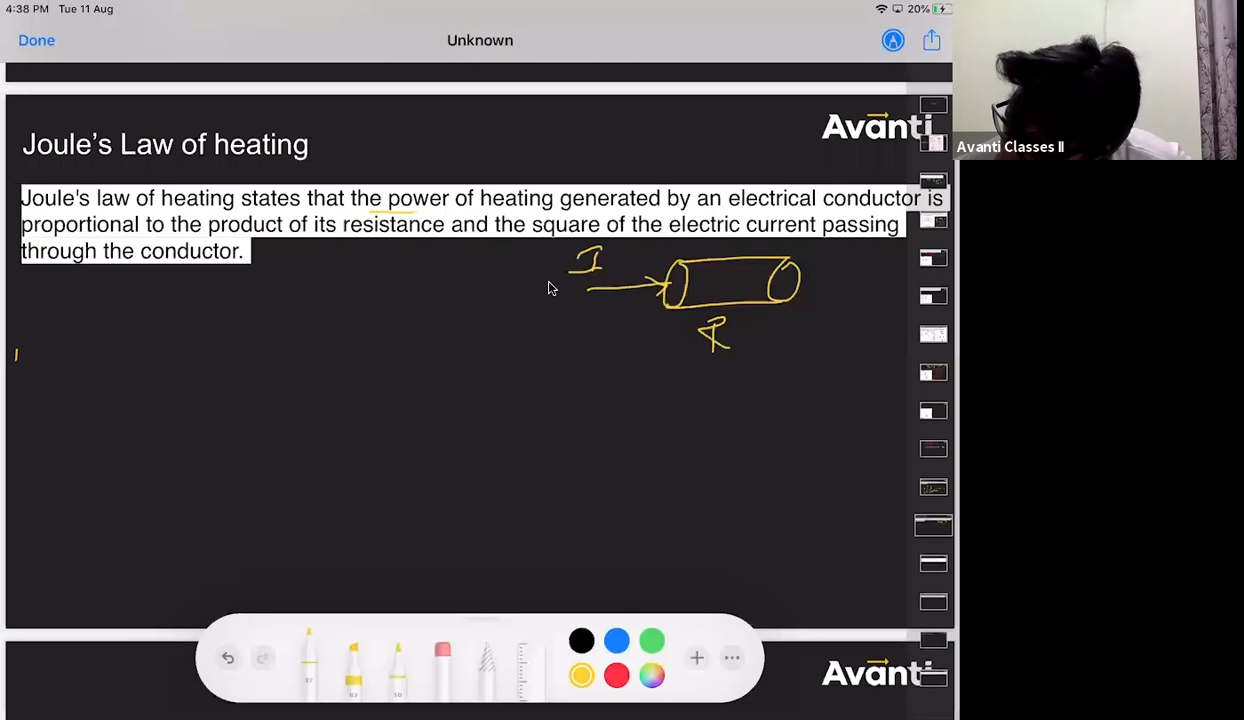 4:38 PM Tue 11 Aug
20%
Done
Unknown
Avanti Classes II
Joule's Law of heating
Avanti
Joule's law of heating states that the power of heating generated by an electrical conductor is
proportional to the product of its resistance and the square of the electric current passing
through the conductor.
I
R
97
Avanti